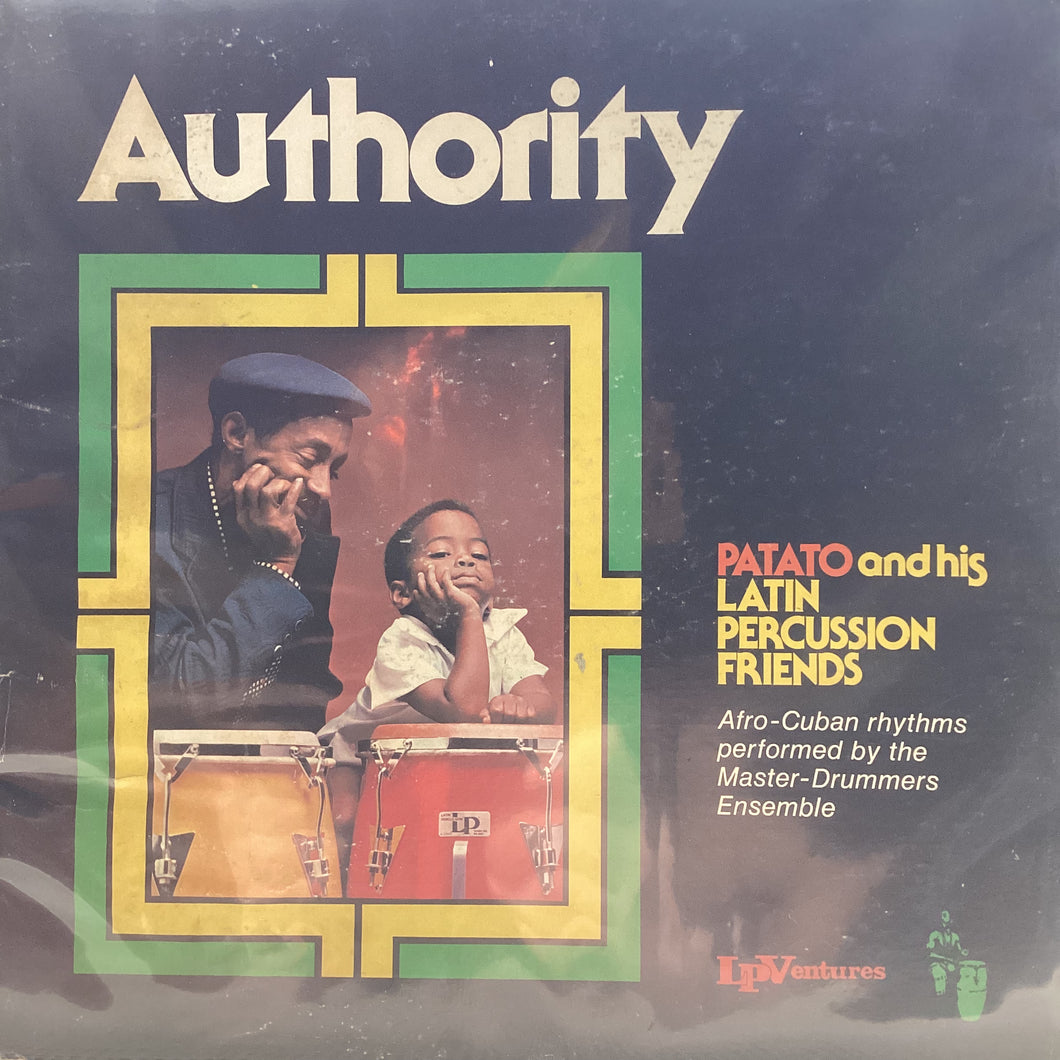 Authority
PATATO and his
LATIN
PERCUSSION
FRIENDS
Afro-Cuban rhythms
performed by the
Master-Drummers
Ensemble
LP
LPVentures